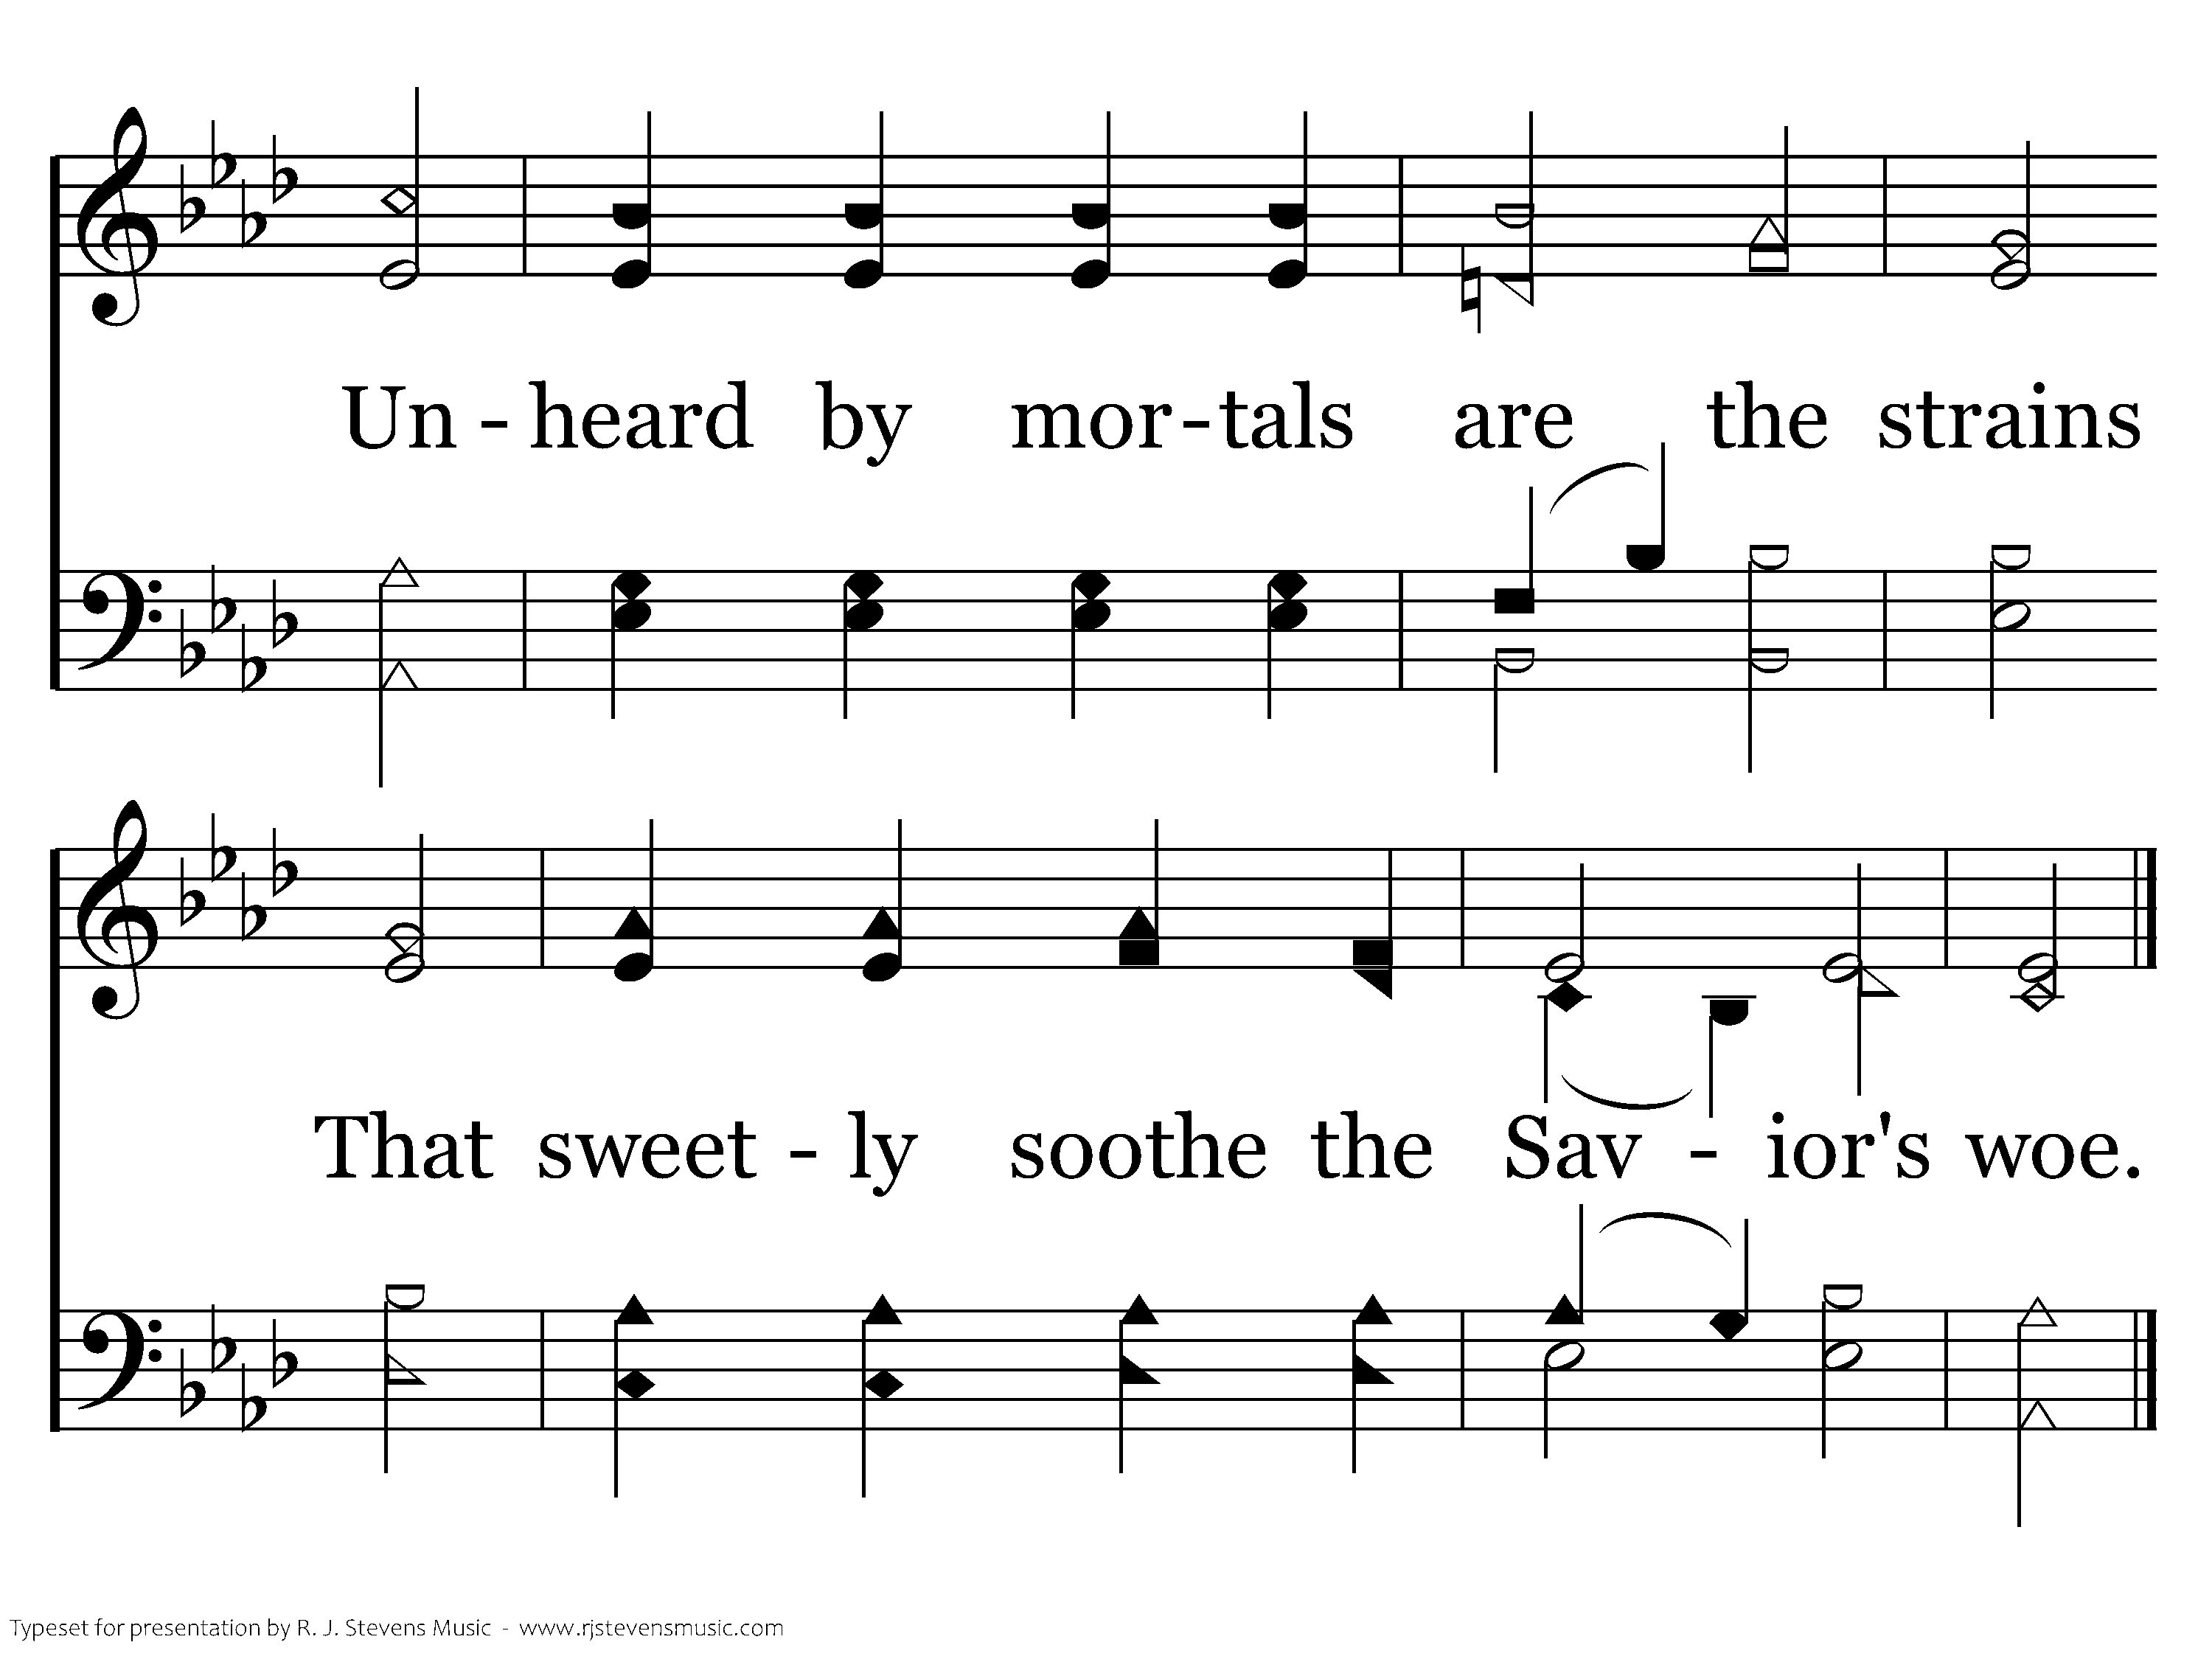 Un - heard by mor - tals are the strains
That sweet - ly soothe the Sav - ior's woe.
Typeset for presentation by R. J. Stevens Music - www.rjstevensmusic.com